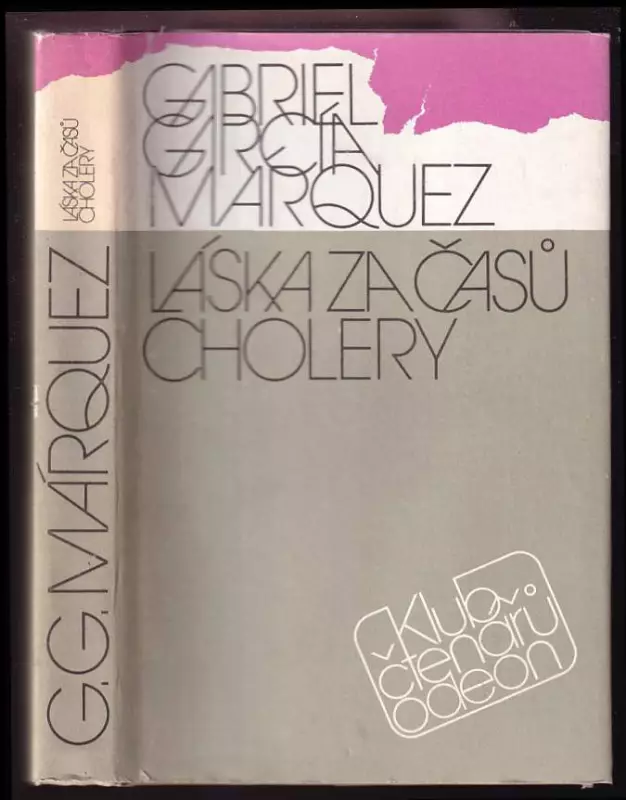 GABRIEL
GARCÍA
MÁRQUEZ
LÁSKA ZA ČASŮ
CHOLERY
Klub
čtenářů
odeon
LÁSKA ZA ČASŮ
CHOLERY
G.G.MÁRQUEZ